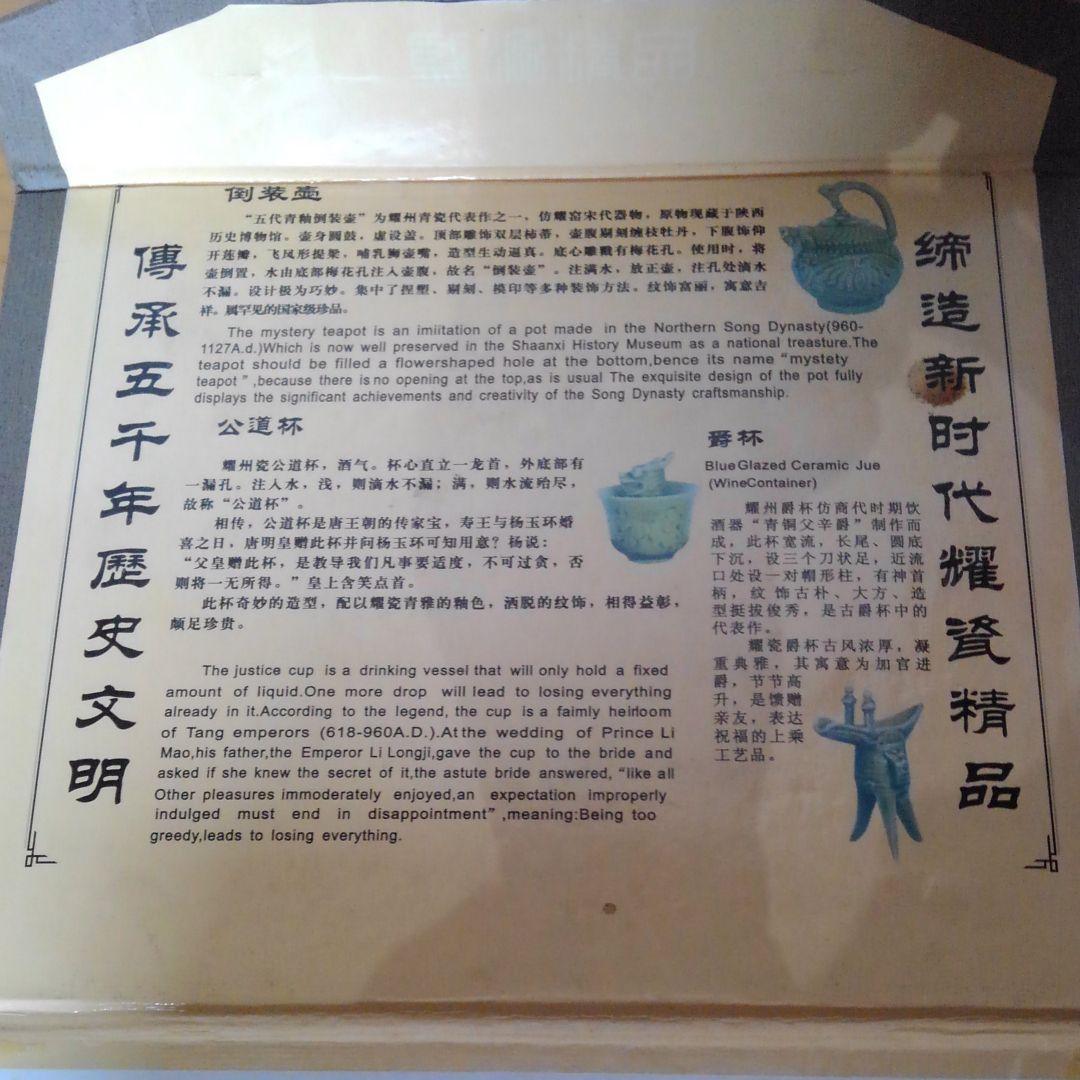 倒装壶
“五代青釉倒装壶”为耀州青瓷代表作之一，仿耀窑宋代器物，原物现藏于陕西
历史博物馆。壶身圆鼓，虚设盖。顶部雕饰双层柿蒂，壶腹剔刻缠枝牡丹，下腹饰仰
开莲瓣，飞凤形提梁，哺乳狮壶嘴，造型生动逼真。底心雕戳有梅花孔。使用时，将
壶倒置，水由底部梅花孔注入壶腹，故名“倒装壶”。注满水，放正壶，注孔处滴水
不漏。设计极为巧妙。集中了捏塑、剔刻、模印等多种装饰方法。纹饰富丽，寓意吉
祥。属罕见的国家级珍品。
The mystery teapot is an imiitation of a pot made in the Northern Song Dynasty(960-
1127A.d.)Which is now well preserved in the Shaanxi History Museum as a national treasture.The
teapot should be filled a flowershaped hole at the bottom,bence its name “mystety
teapot”,because there is no opening at the top,as is usual The exquisite design of the pot fully
displays the significant achievements and creativity of the Song Dynasty craftsmanship.
傳承五千年歷史文明
公道杯
耀州瓷公道杯，酒气。杯心直立一龙首，外底部有
一漏孔。注入水，浅，则滴水不漏；满，则水流殆尽，
故称“公道杯”。
相传，公道杯是唐王朝的传家宝，寿王与杨玉环婚
喜之日，唐明皇赠此杯并问杨玉环可知用意？杨说：
“父皇赠此杯，是教导我们凡事要适度，不可过贪，否
则将一无所得。”皇上含笑点首。
此杯奇妙的造型，配以耀瓷青雅的釉色，洒脱的纹饰，相得益彰，
颇足珍贵。
The justice cup is a drinking vessel that will only hold a fixed
amount of liquid.One more drop will lead to losing everything
already in it.According to the legend, the cup is a faimly heirloom
of Tang emperors (618-960A.D.).At the wedding of Prince Li
Mao,his father,the Emperor Li Longji,gave the cup to the bride and
asked if she knew the secret of it,the astute bride answered, “like all
Other pleasures immoderately enjoyed,an expectation improperly
indulged must end in disappointment”,meaning:Being too
greedy,leads to losing everything.
爵杯
Blue Glazed Ceramic Jue
(WineContainer)
耀州爵杯仿商代时期饮
酒器“青铜父辛爵”制作而
成，此杯宽流，长尾、圆底
下沉，设三个刀状足，近流
口处设一对帽形柱，有神首
柄，纹饰古朴、大方、造
型挺拔俊秀，是古爵杯中的
代表作。
耀瓷爵杯古风浓厚，凝
重典雅，其寓意为加官进
爵，节节高
升，是馈赠
亲友，表达
祝福的上乘
工艺品。
缔造新时代耀瓷精品